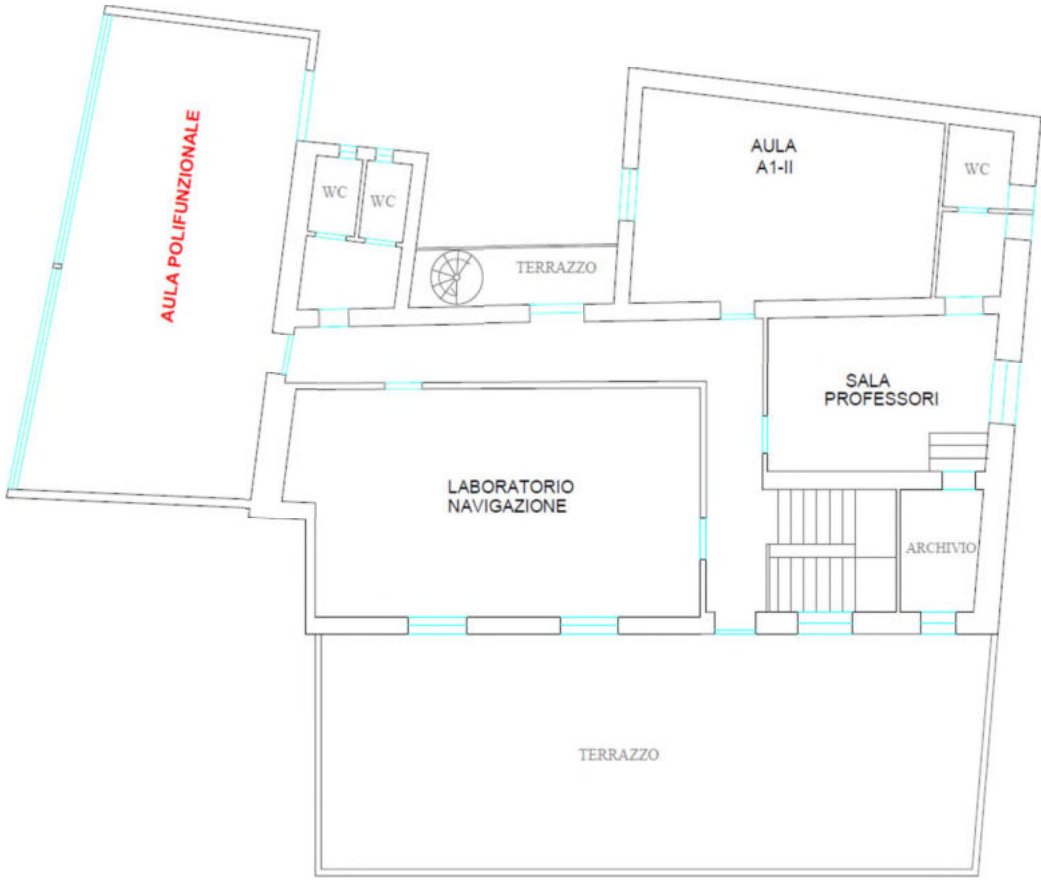 AULA POLIFUNZIONALE
WC
WC
TERRAZZO
AULA
A1-II
WC
SALA
PROFESSORI
LABORATORIO
NAVIGAZIONE
ARCHIVIO
TERRAZZO